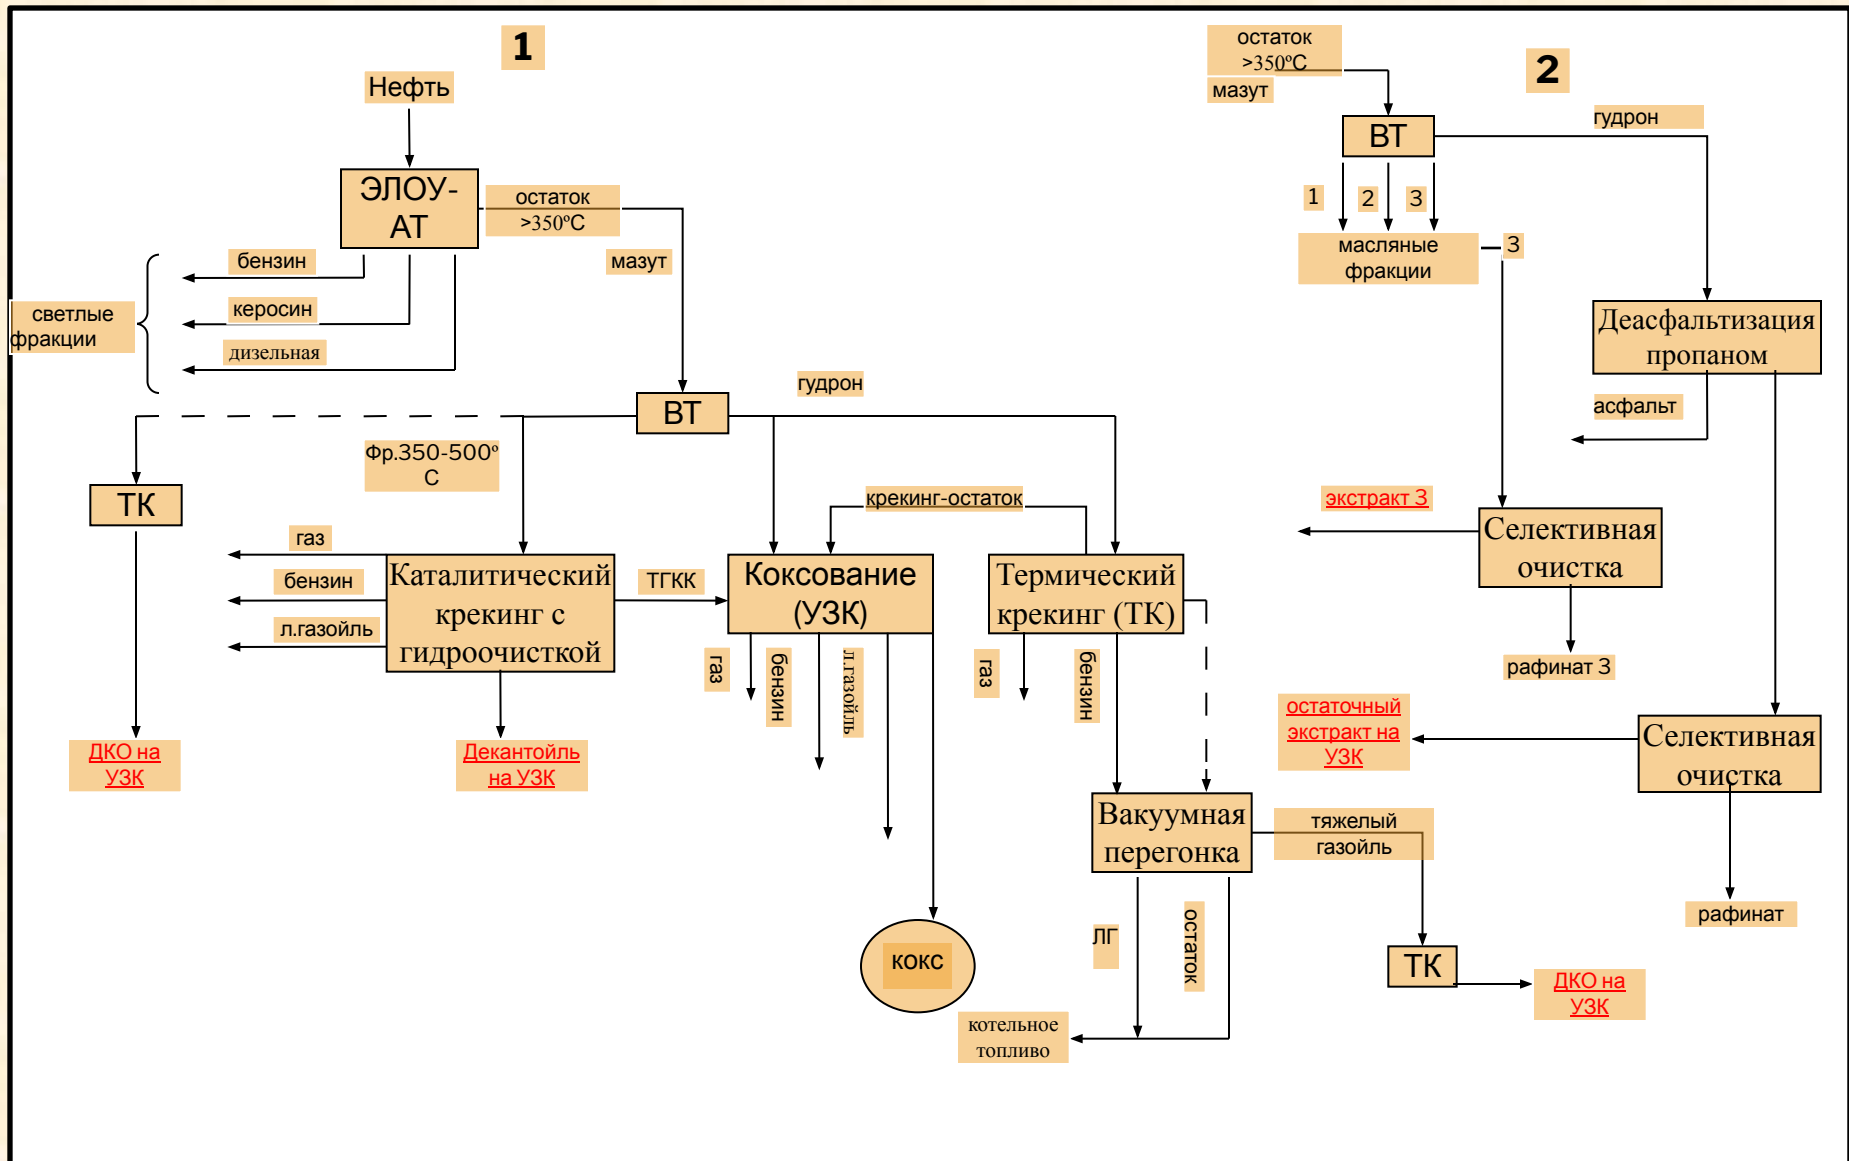 1
Нефть
ЭЛОУ-
АТ
остаток
>350ºС
мазут
бензин
керосин
дизельная
светлые
фракции
ВТ
гудрон
Фр.350-500º
С
ТК
крекинг-остаток
газ
бензин
л.газойль
Каталитический
крекинг с
гидроочисткой
ТГКК
Коксование
(УЗК)
Термический
крекинг (ТК)
газ
бензин
л.газойль
газ
бензин
ДКО на
УЗК
Декантойль
на УЗК
Вакуумная
перегонка
тяжелый
газойль
ЛГ
остаток
кокс
котельное
топливо
ТК
ДКО на
УЗК
2
остаток
>350ºС
мазут
ВТ
гудрон
1
2
3
масляные
фракции
3
Деасфальтизация
пропаном
асфальт
экстракт 3
Селективная
очистка
рафинат 3
остаточный
экстракт на
УЗК
Селективная
очистка
рафинат